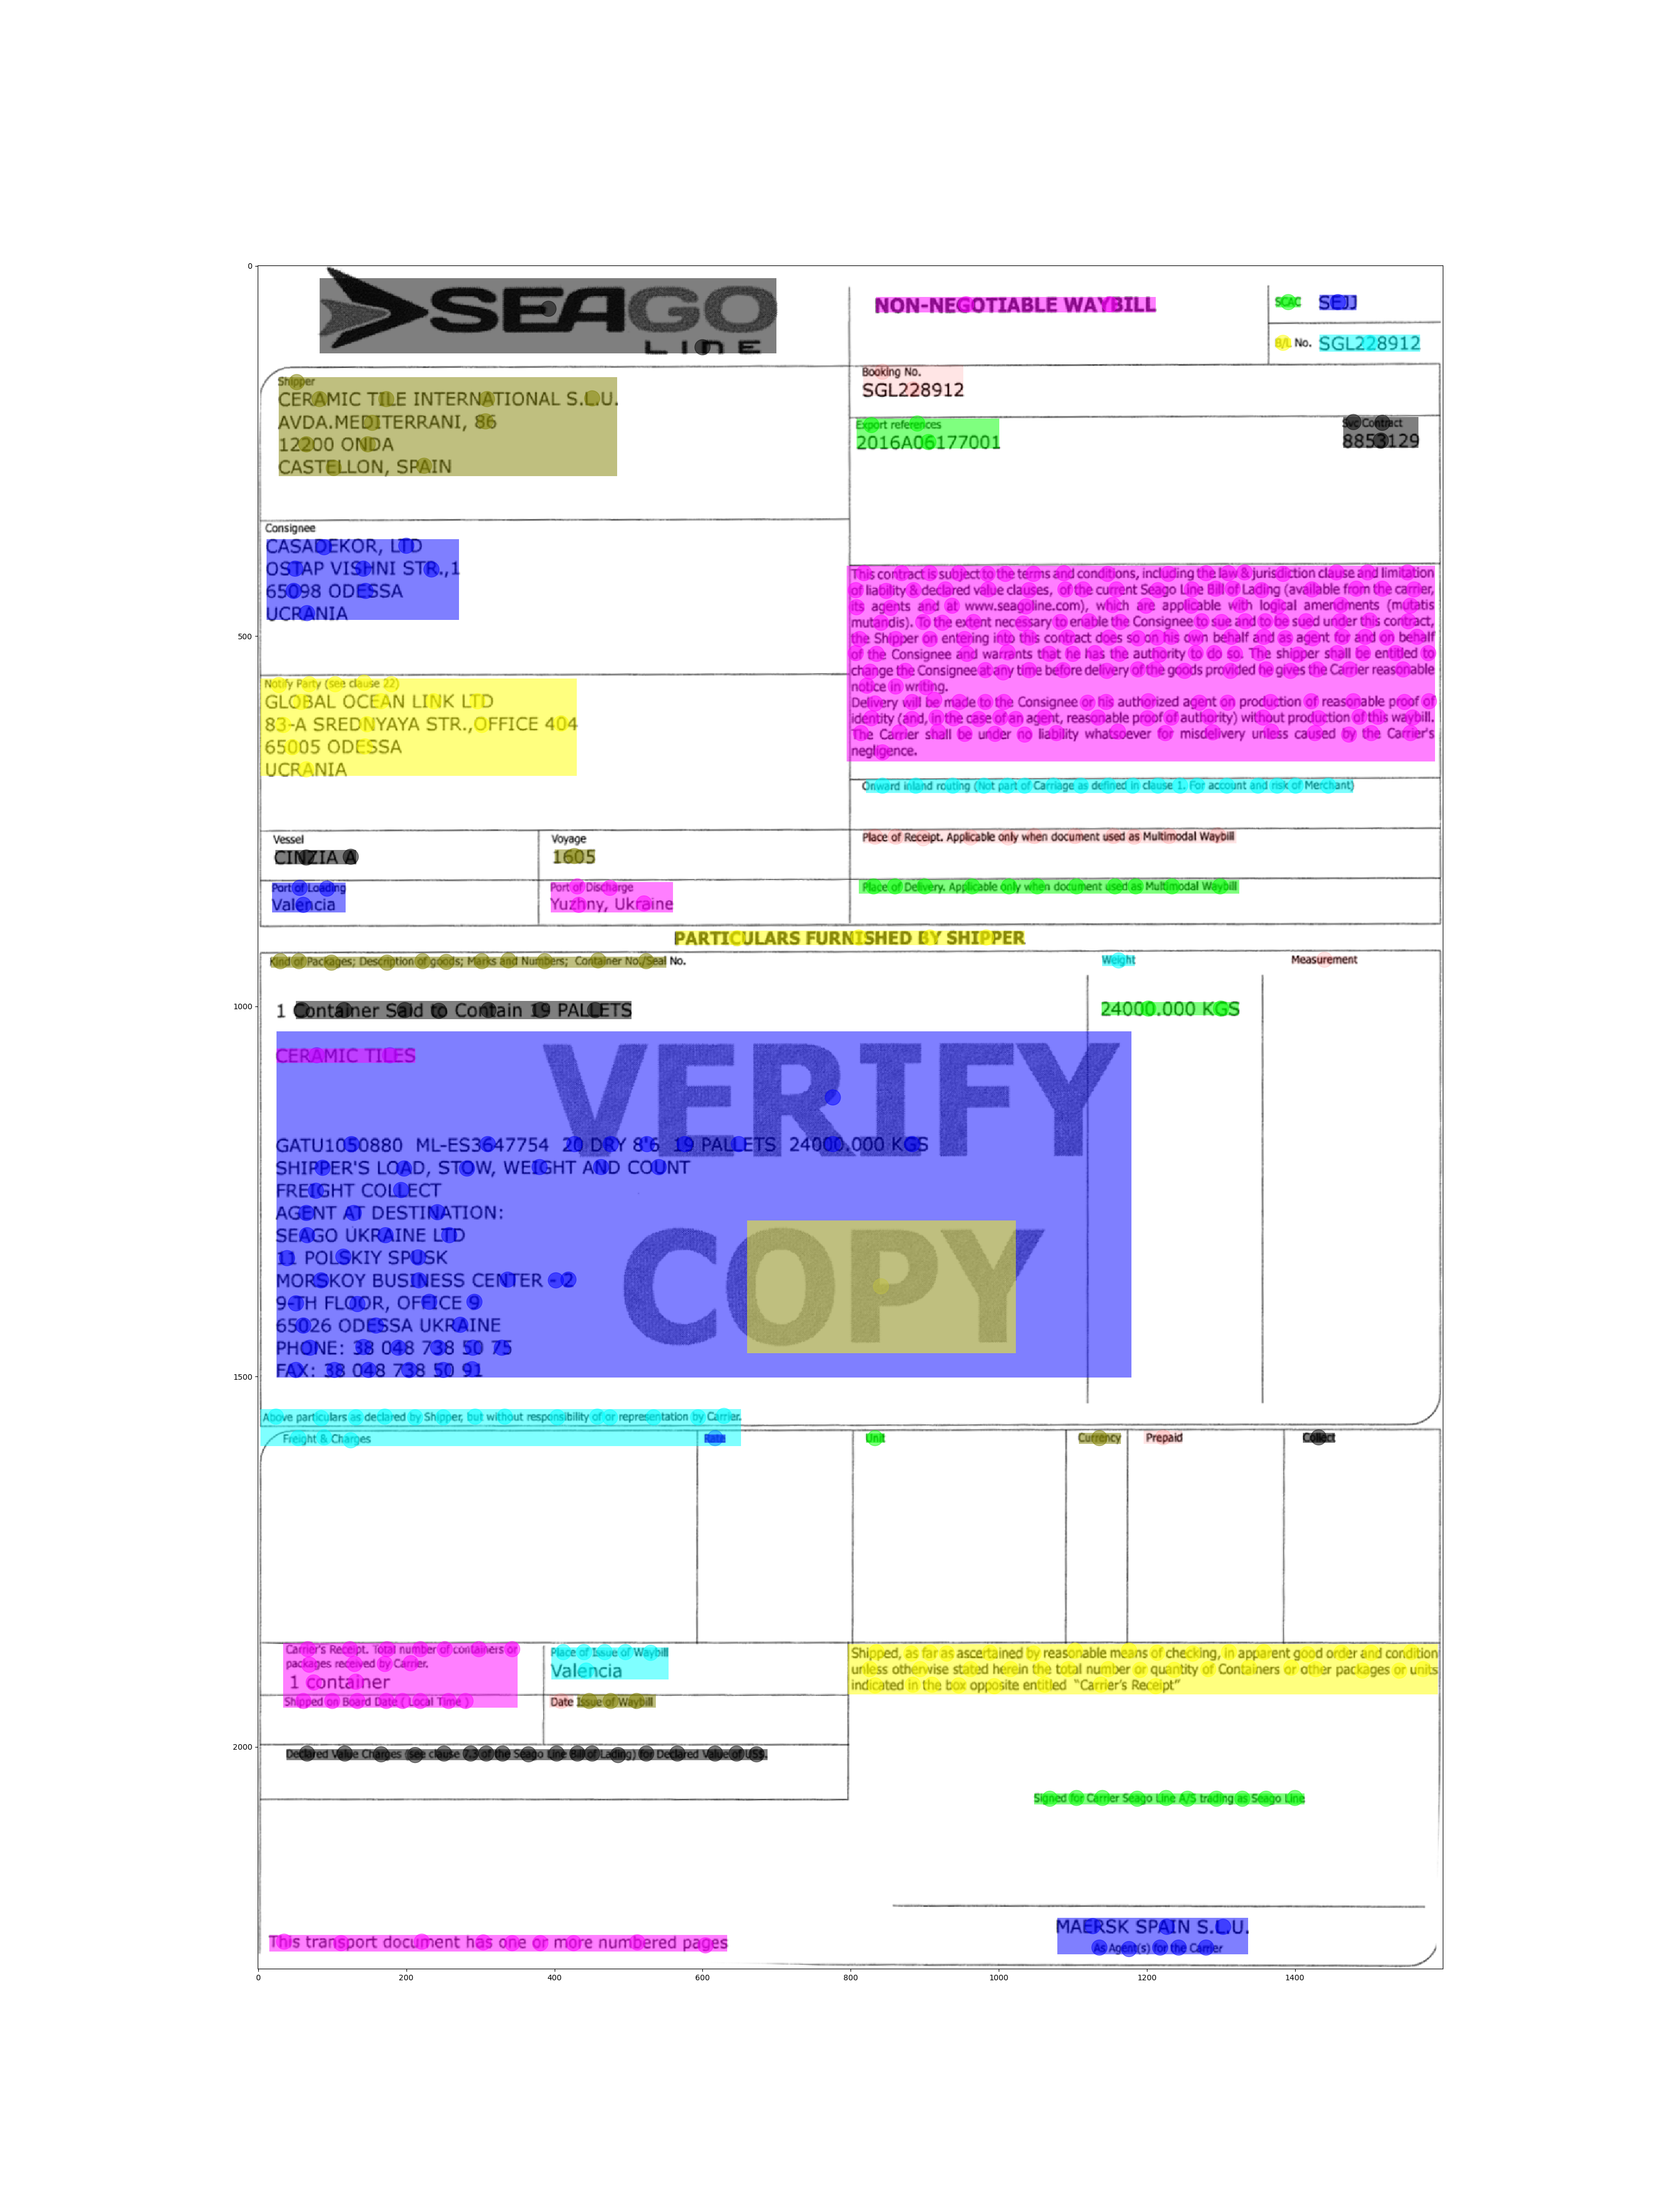 SEAGO
LINE
NON-NEGOTIABLE WAYBILL
SCAC SEJJ
B/L No. SGL228912
Shipper
CERAMIC TILE INTERNATIONAL S.L.U.
AVDA.MEDITERRANI, 86
12200 ONDA
CASTELLON, SPAIN
Booking No.
SGL228912
Export references
2016A06177001
Svc Contract
8853129
Consignee
CASADEKOR, LTD
OSTAP VISHNI STR.,1
65098 ODESSA
UCRANIA
This contract is subject to the terms and conditions, including the law & jurisdiction clause and limitation
of liability & declared value clauses, of the current Seago Line Bill of Lading (available from the carrier,
its agents and at www.seagoline.com), which are applicable with logical amendments (mutatis
mutandis). To the extent necessary to enable the Consignee to sue and to be sued under this contract,
the Shipper on entering into this contract does so on his own behalf and as agent for and on behalf
of the Consignee and warrants that he has the authority to do so. The shipper shall be entitled to
change the Consignee at any time before delivery of the goods provided he gives the Carrier reasonable
notice in writing.
Delivery will be made to the Consignee or his authorized agent on production of reasonable proof of
identity (and, in the case of an agent, reasonable proof of authority) without production of this waybill.
The Carrier shall be under no liability whatsoever for misdelivery unless caused by the Carrier's
negligence.
Notify Party (see clause 22)
GLOBAL OCEAN LINK LTD
83-A SREDNYAYA STR.,OFFICE 404
65005 ODESSA
UCRANIA
Onward inland routing (Not part of Carriage as defined in clause 1. For account and risk of Merchant)
Vessel
CINZIA A
Voyage
1605
Place of Receipt. Applicable only when document used as Multimodal Waybill
Port of Loading
Valencia
Port of Discharge
Yuzhny, Ukraine
Place of Delivery. Applicable only when document used as Multimodal Waybill
PARTICULARS FURNISHED BY SHIPPER
Kind of Packages; Description of goods; Marks and Numbers; Container No./Seal No.
Weight
Measurement
1 Container Said to Contain 19 PALLETS
24000.000 KGS
CERAMIC TILES
VERIFY
COPY
GATU1050880 ML-ES3647754 20 DRY 8'6 19 PALLETS 24000.000 KGS
SHIPPER'S LOAD, STOW, WEIGHT AND COUNT
FREIGHT COLLECT
AGENT AT DESTINATION:
SEAGO UKRAINE LTD
11 POLSKIY SPUSK
MORSKOY BUSINESS CENTER - 2
9-TH FLOOR, OFFICE 9
65026 ODESSA UKRAINE
PHONE: 38 048 738 50 75
FAX: 38 048 738 50 91
Above particulars as declared by Shipper, but without responsibility of or representation by Carrier.
Freight & Charges
Rate
Unit
Currency
Prepaid
Collect
Carrier's Receipt. Total number of containers or
packages received by Carrier.
1 container
Place of Issue of Waybill
Valencia
Shipped, as far as ascertained by reasonable means of checking, in apparent good order and condition
unless otherwise stated herein the total number or quantity of Containers or other packages or units
indicated in the box opposite entitled "Carrier's Receipt"
Shipped on Board Date ( Local Time )
Date Issue of Waybill
Declared Value Charges (see clause 7.3 of the Seago Line Bill of Lading) for Declared Value of US$.
Signed for Carrier Seago Line A/S trading as Seago Line
MAERSK SPAIN S.L.U.
As Agent(s) for the Carrier
This transport document has one or more numbered pages
0
500
1000
1500
2000
0 200 400 600 800 1000 1200 1400